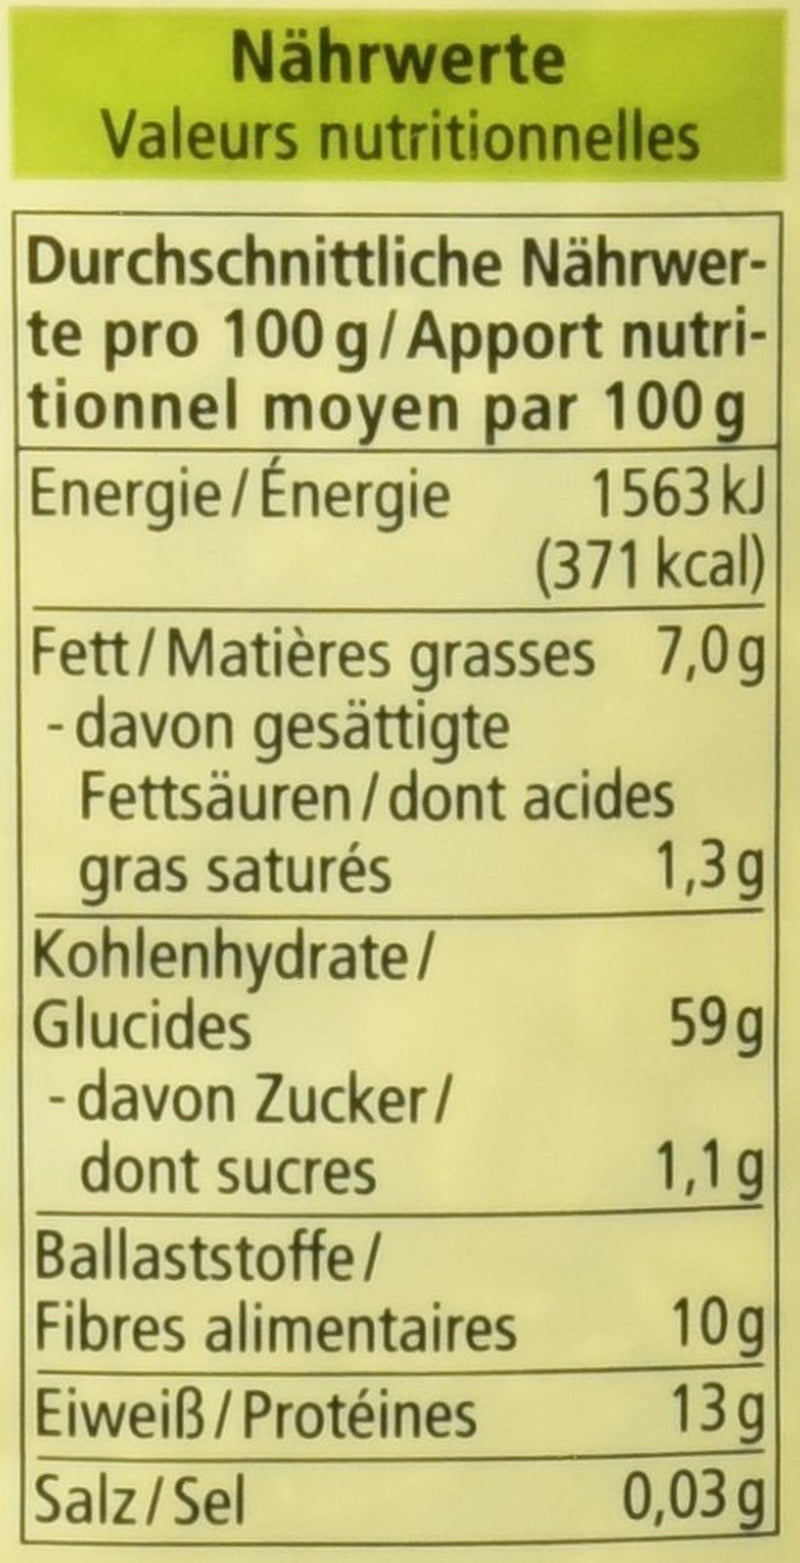 Nährwerte
Valeurs nutritionnelles
Durchschnittliche Nährwer-
te pro 100 g / Apport nutri-
tionnel moyen par 100 g
Energie / Énergie 1563 kJ
(371 kcal)
Fett / Matières grasses 7,0 g
- davon gesättigte
Fettsäuren / dont acides
gras saturés 1,3 g
Kohlenhydrate /
Glucides 59 g
- davon Zucker /
dont sucres 1,1 g
Ballaststoffe /
Fibres alimentaires 10 g
Eiweiß / Protéines 13 g
Salz / Sel 0,03 g